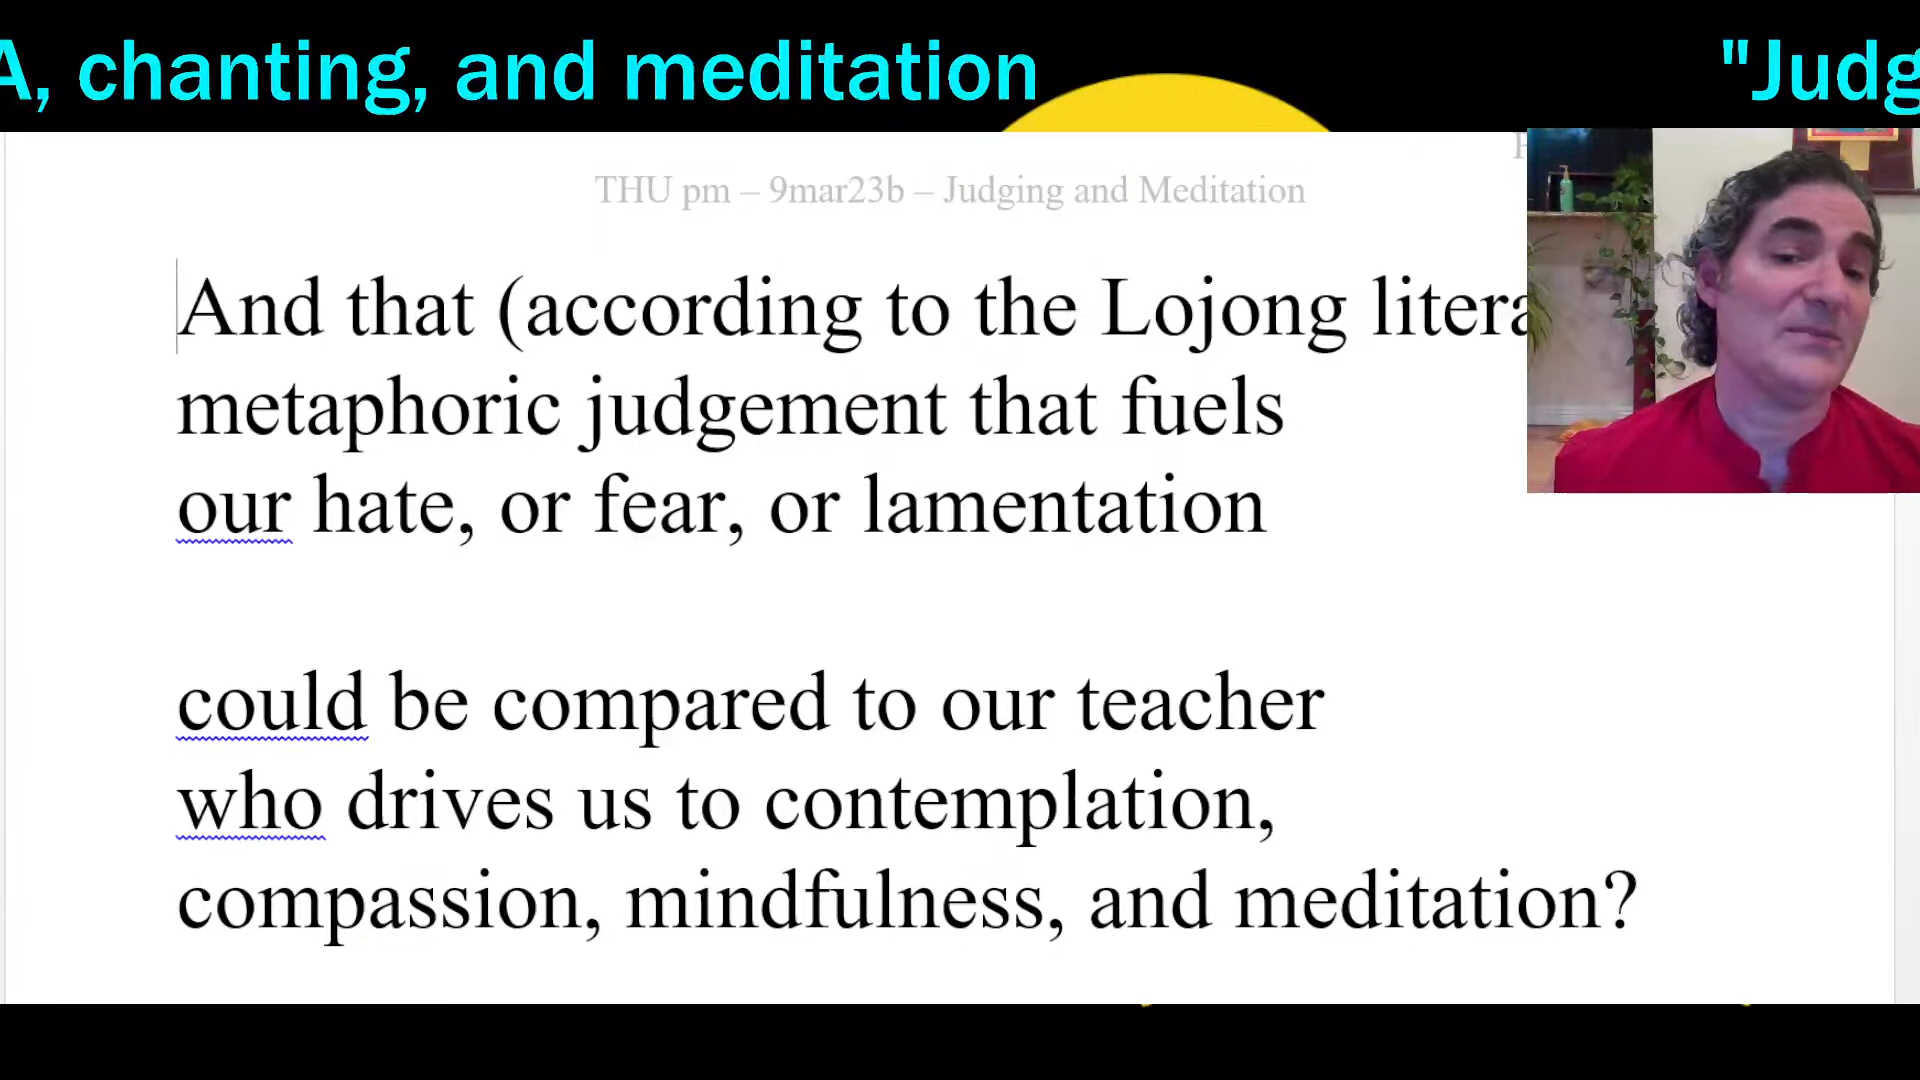 A, chanting, and meditation "Judg
THU pm – 9mar23b – Judging and Meditation
And that (according to the Lojong litera
metaphoric judgement that fuels
our hate, or fear, or lamentation
could be compared to our teacher
who drives us to contemplation,
compassion, mindfulness, and meditation?